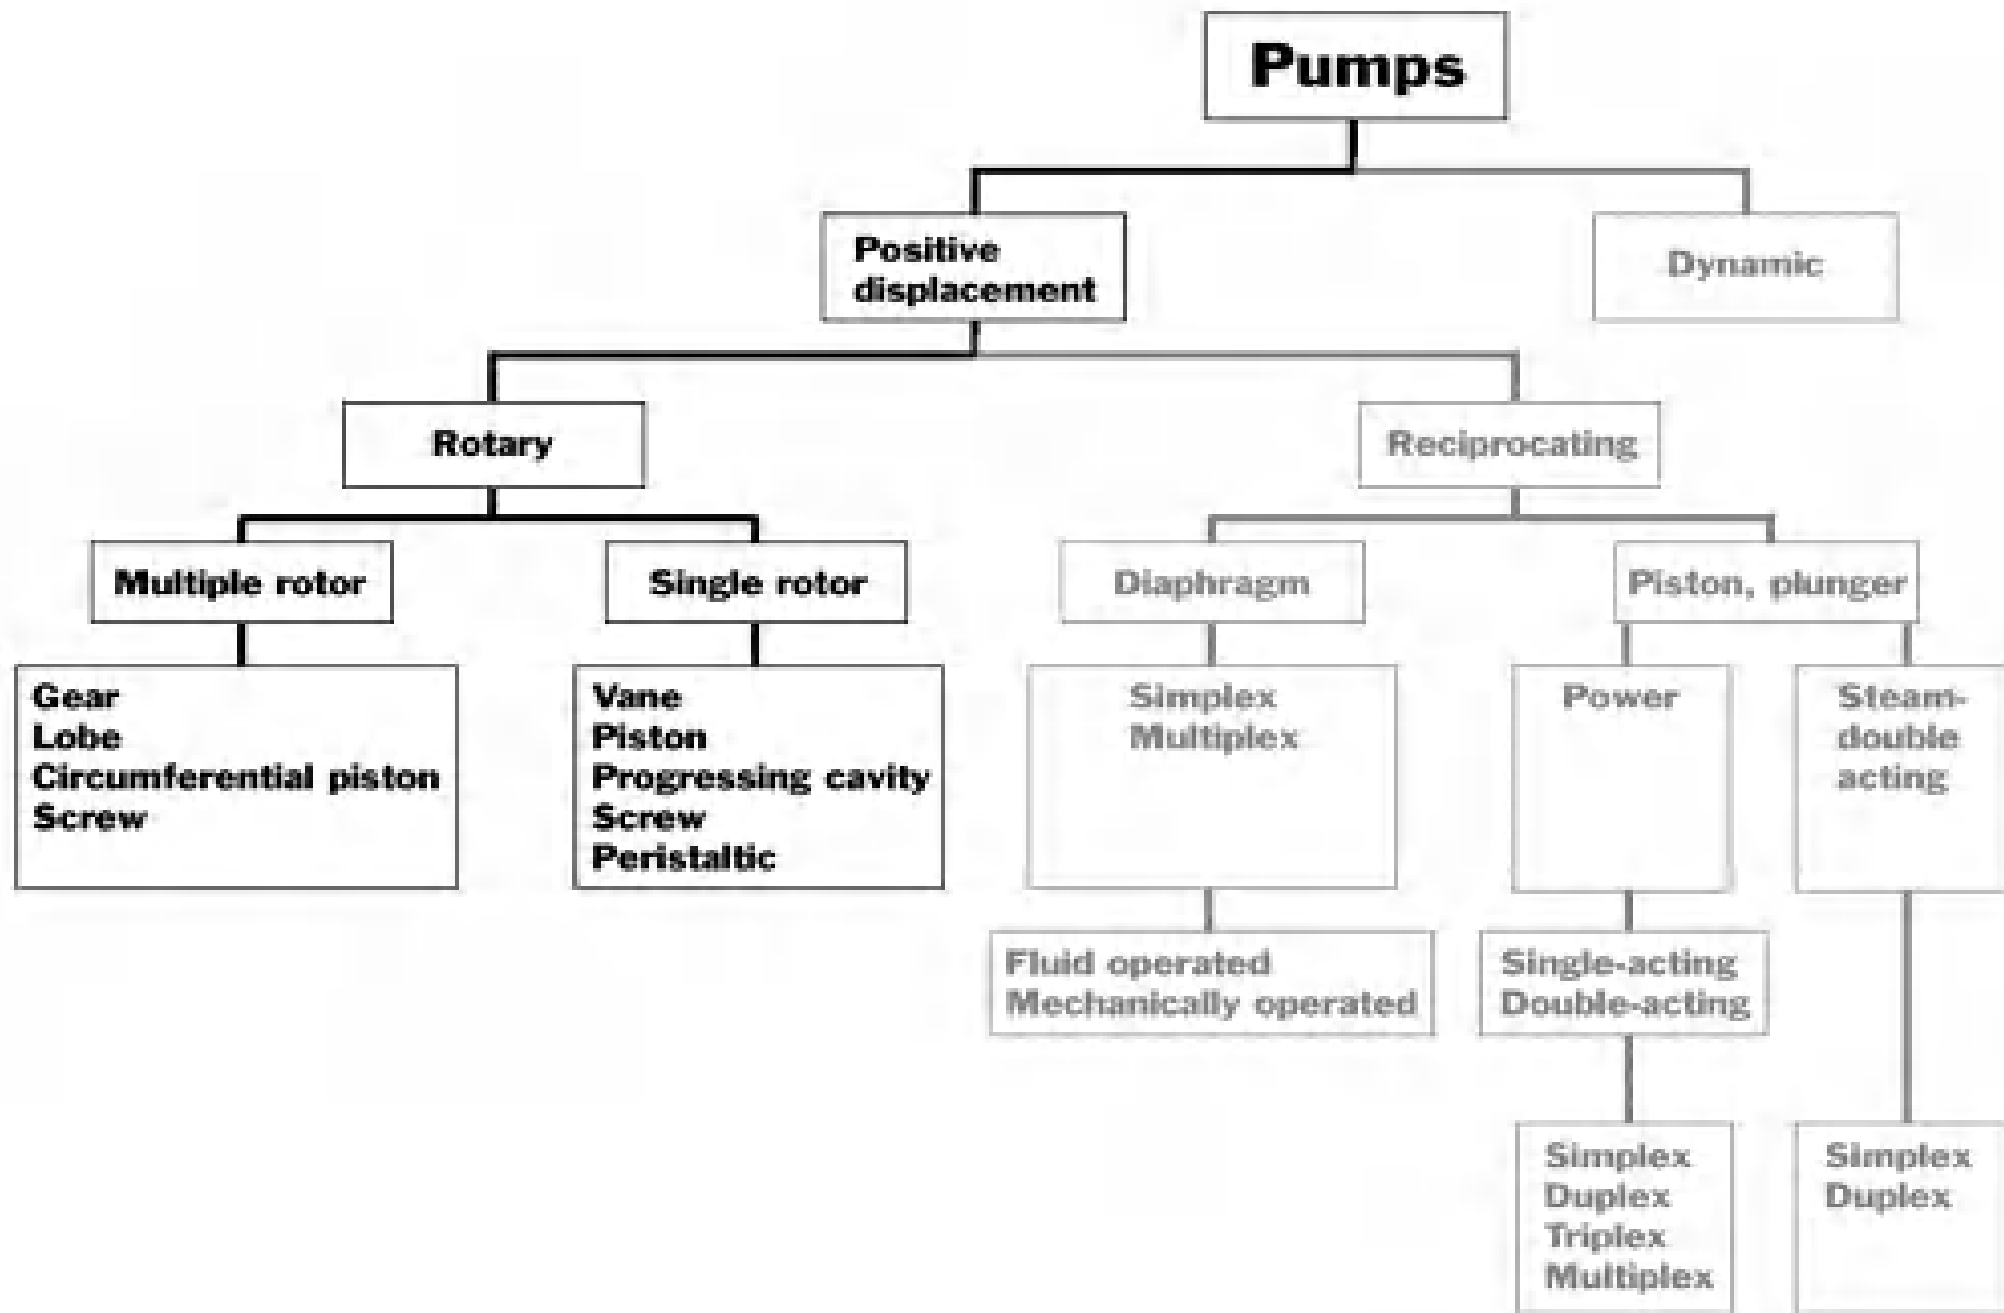 Pumps
Positive
displacement
Dynamic
Rotary
Reciprocating
Multiple rotor
Single rotor
Diaphragm
Piston, plunger
Gear
Lobe
Circumferential piston
Screw
Vane
Piston
Progressing cavity
Screw
Peristaltic
Simplex
Multiplex
Power
Steam-
double
acting
Fluid operated
Mechanically operated
Single-acting
Double-acting
Simplex
Duplex
Triplex
Multiplex
Simplex
Duplex